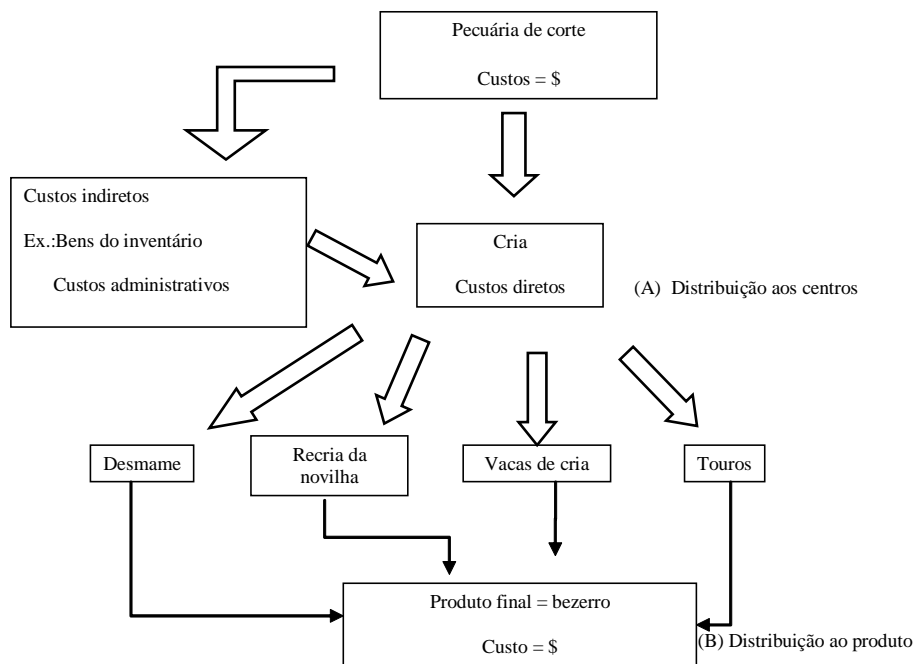 Pecuária de corte
Custos = $
Custos indiretos
Ex.:Bens do inventário
Custos administrativos
Cria
Custos diretos
(A) Distribuição aos centros
Desmame
Recria da
novilha
Vacas de cria
Touros
Produto final = bezerro
Custo = $
(B) Distribuição ao produto